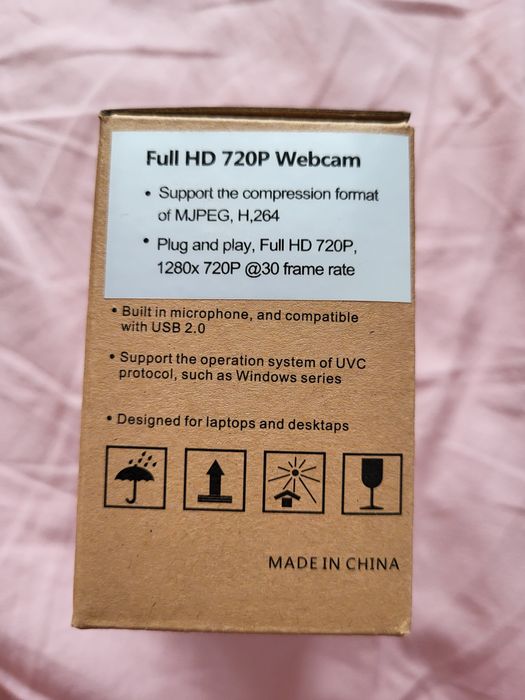 Full HD 720P Webcam
• Support the compression format
of MJPEG, H,264
• Plug and play, Full HD 720P,
1280x 720P @30 frame rate
• Built in microphone, and compatible
with USB 2.0
• Support the operation system of UVC
protocol, such as Windows series
• Designed for laptops and desktaps
MADE IN CHINA